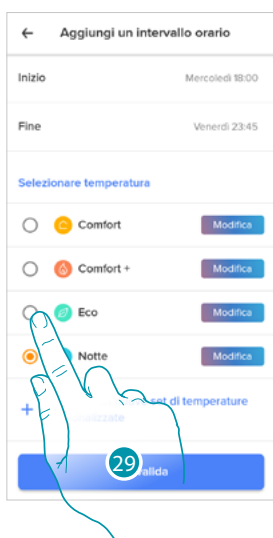 Aggiungi un intervallo orario
Inizio Mercoledì 18:00
Fine Venerdì 23:45
Selezionare temperatura
Comfort Modifica
Comfort + Modifica
Eco Modifica
Notte Modifica
+ set di temperature
29